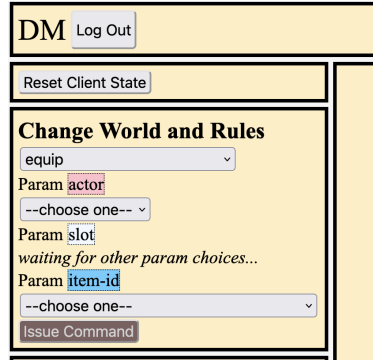 DM Log Out
Reset Client State
Change World and Rules
equip
Param actor
--choose one--
Param slot
waiting for other param choices...
Param item-id
--choose one--
Issue Command